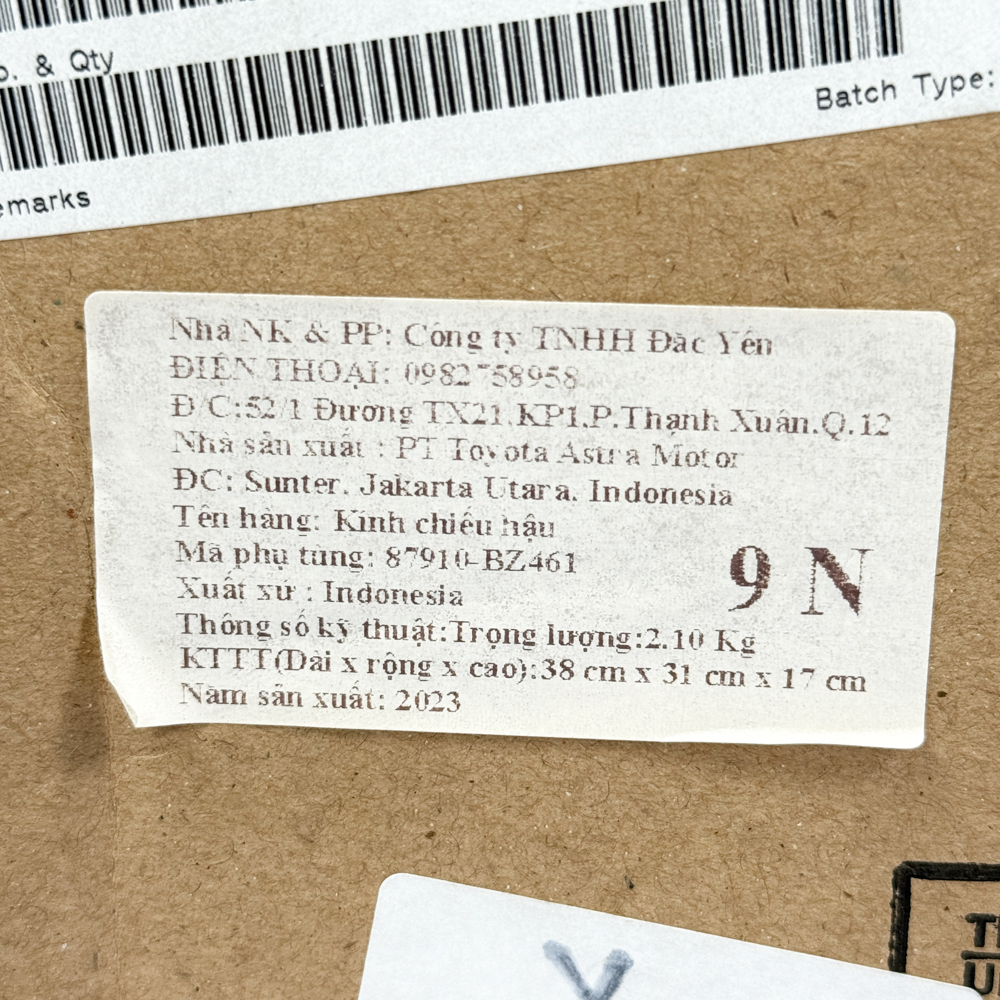 & Qty
Batch Type:
Nhà NK & PP: Công ty TNHH Đắc Yên
ĐIỆN THOẠI: 0982758958
Đ/C:52/1 Đường TX21.KP1.P.Thạnh Xuân.Q.12
Nhà sản xuất : PT Toyota Astra Motor
ĐC: Sunter. Jakarta Utara. Indonesia
Tên hàng: Kính chiếu hậu
Mã phụ tùng: 87910-BZ461
9 N
Xuất xứ : Indonesia
Thông số kỹ thuật:Trọng lượng:2.10 Kg
KTTT(Dài x rộng x cao):38 cm x 31 cm x 17 cm
Năm sản xuất: 2023